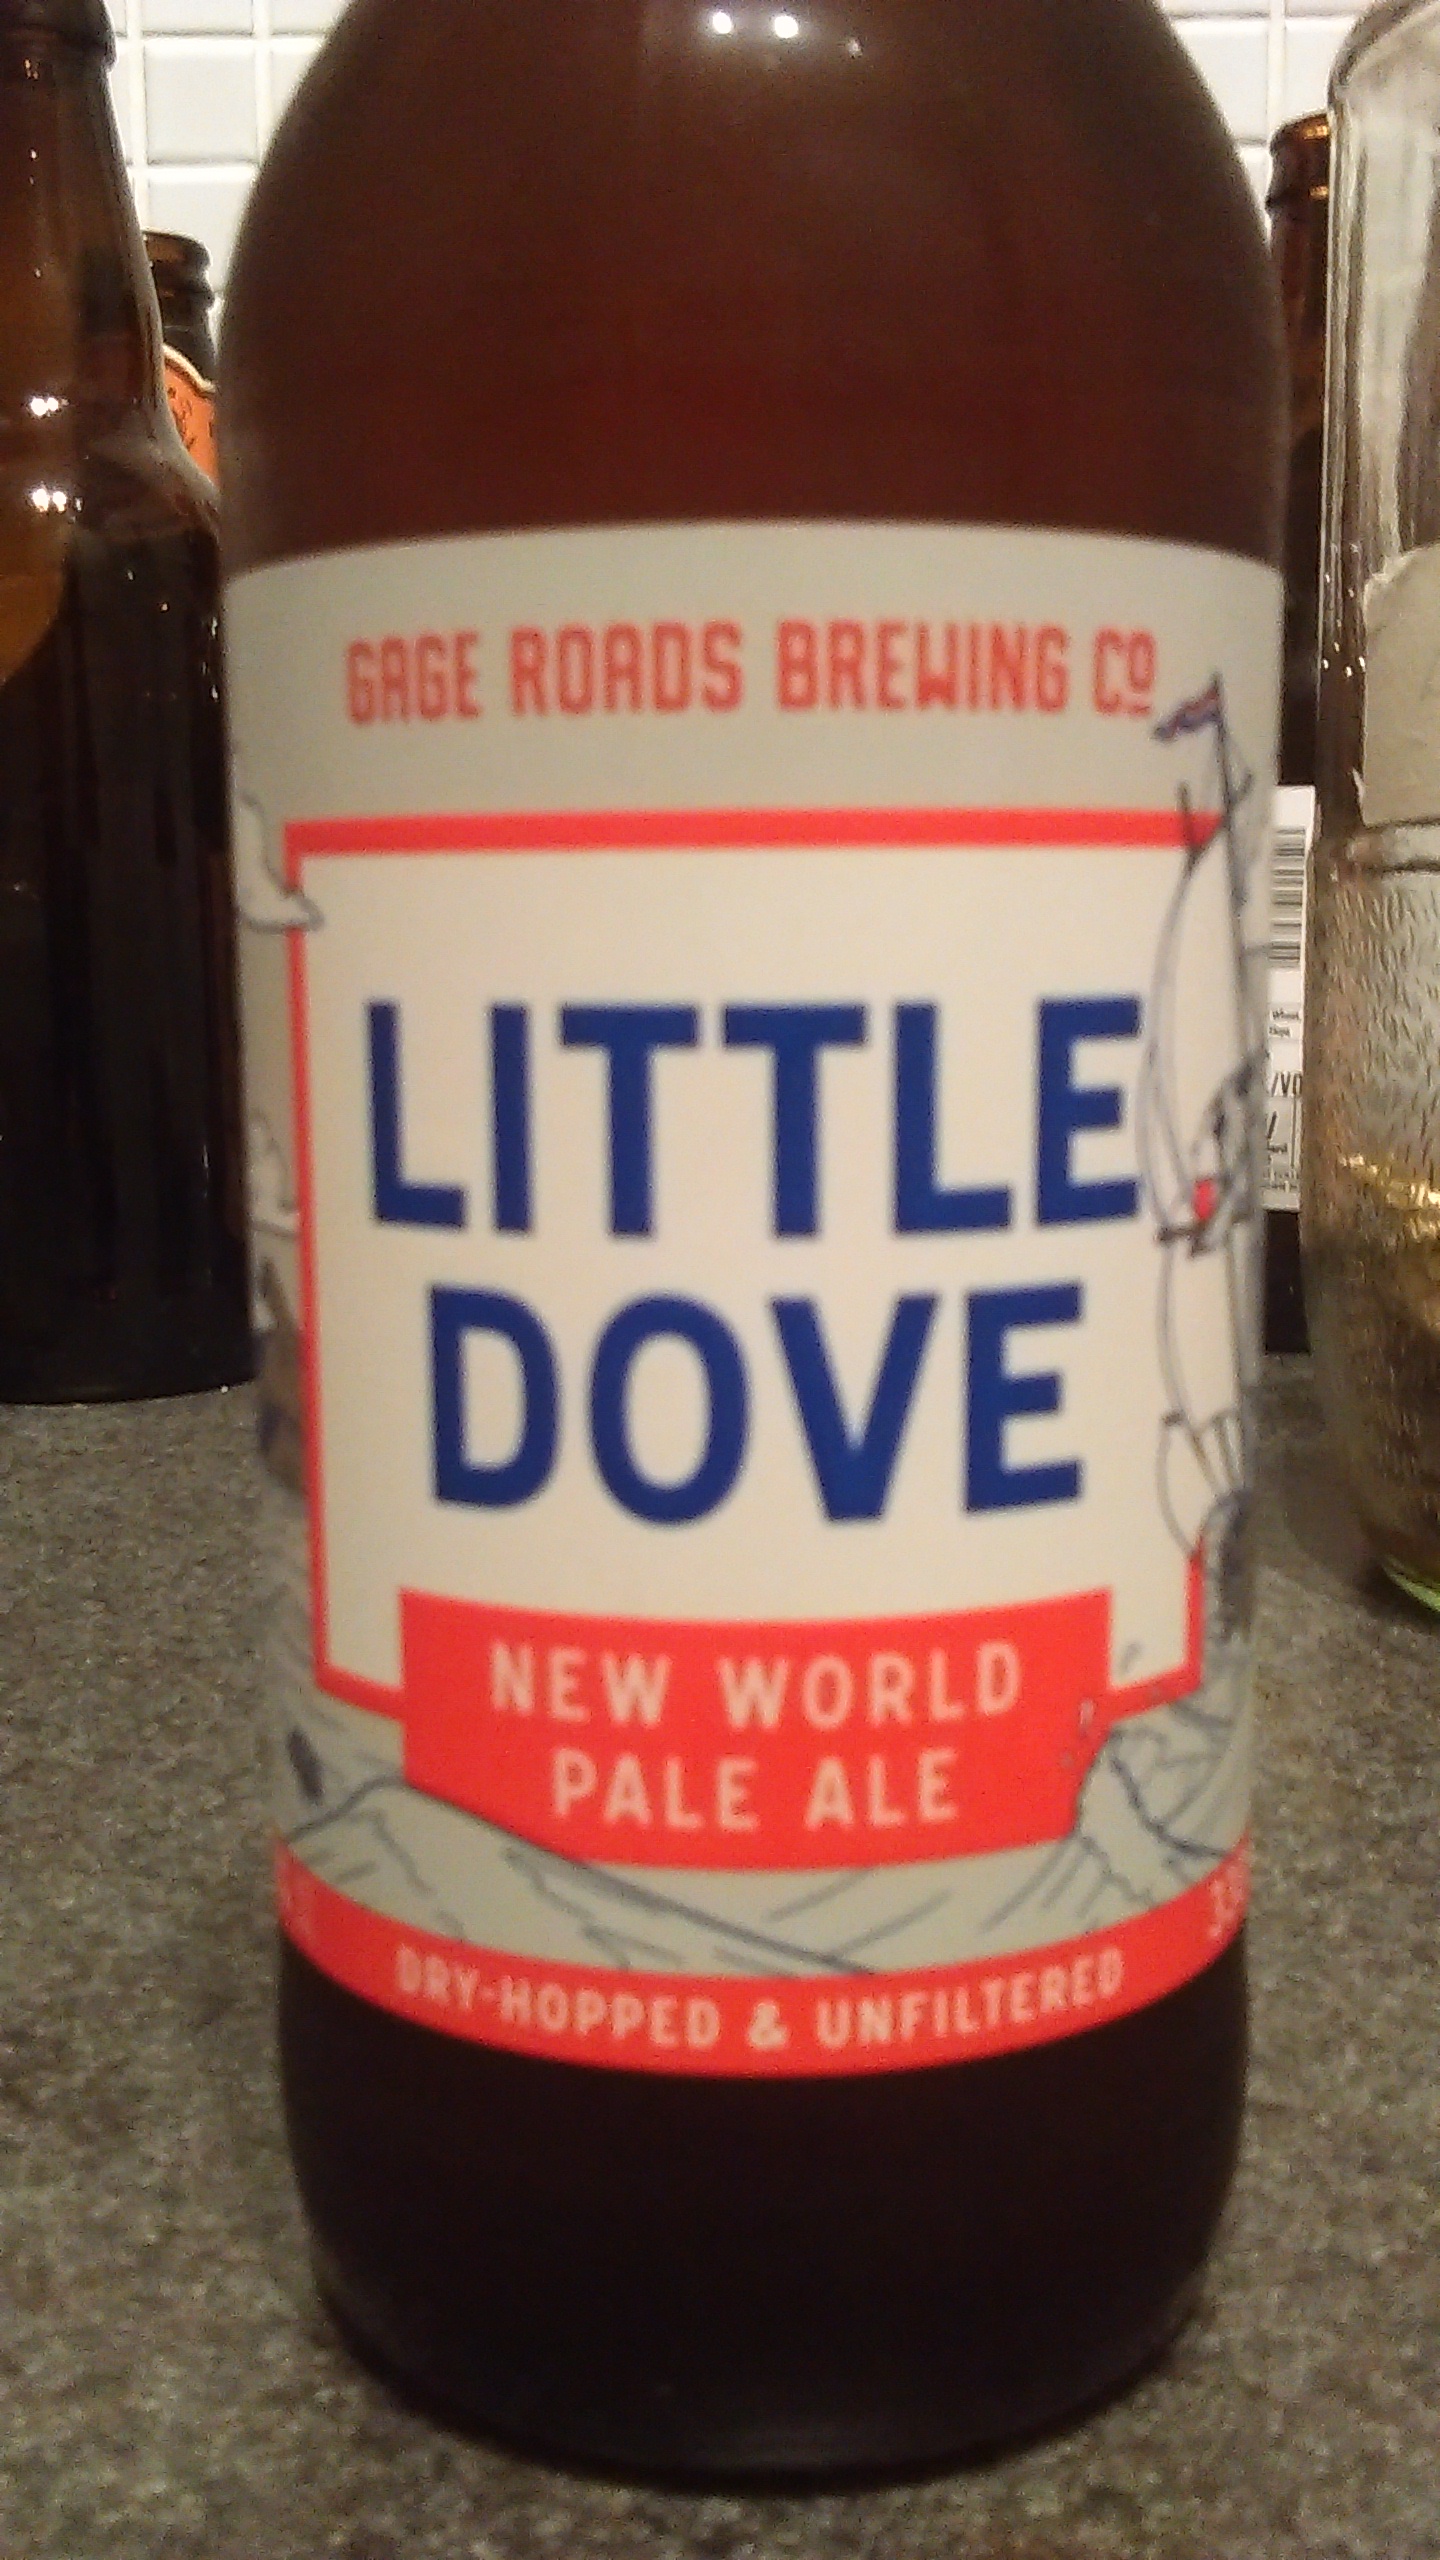 GAGE ROADS BREWING CO
LITTLE
DOVE
NEW WORLD
PALE ALE
DRY-HOPPED & UNFILTERED